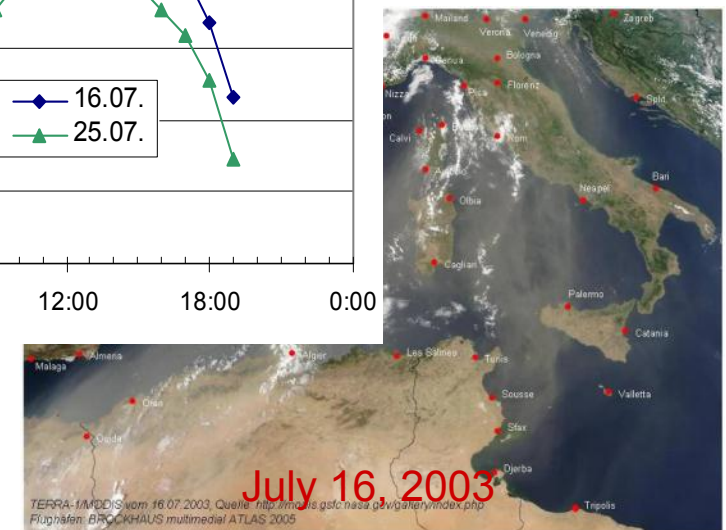 16.07.
25.07.
12:00 18:00 0:00
Mailand
Verona
Venedig
Zagreb
Genua
Bologna
Nizza
Pisa
Florenz
Split
Calvi
Rom
Bari
Neapel
Olbia
Cagliari
Palermo
Catania
Almeria
Malaga
Algier
Les Salines
Tunis
Valletta
Oran
Sousse
Oujda
Sfax
Djerba
Tripolis
July 16, 2003
TERRA-1/MODIS vom 16.07.2003, Quelle: http://modis.gsfc.nasa.gov/gallery/index.php
Flughäfen: BROCKHAUS multimedial ATLAS 2005